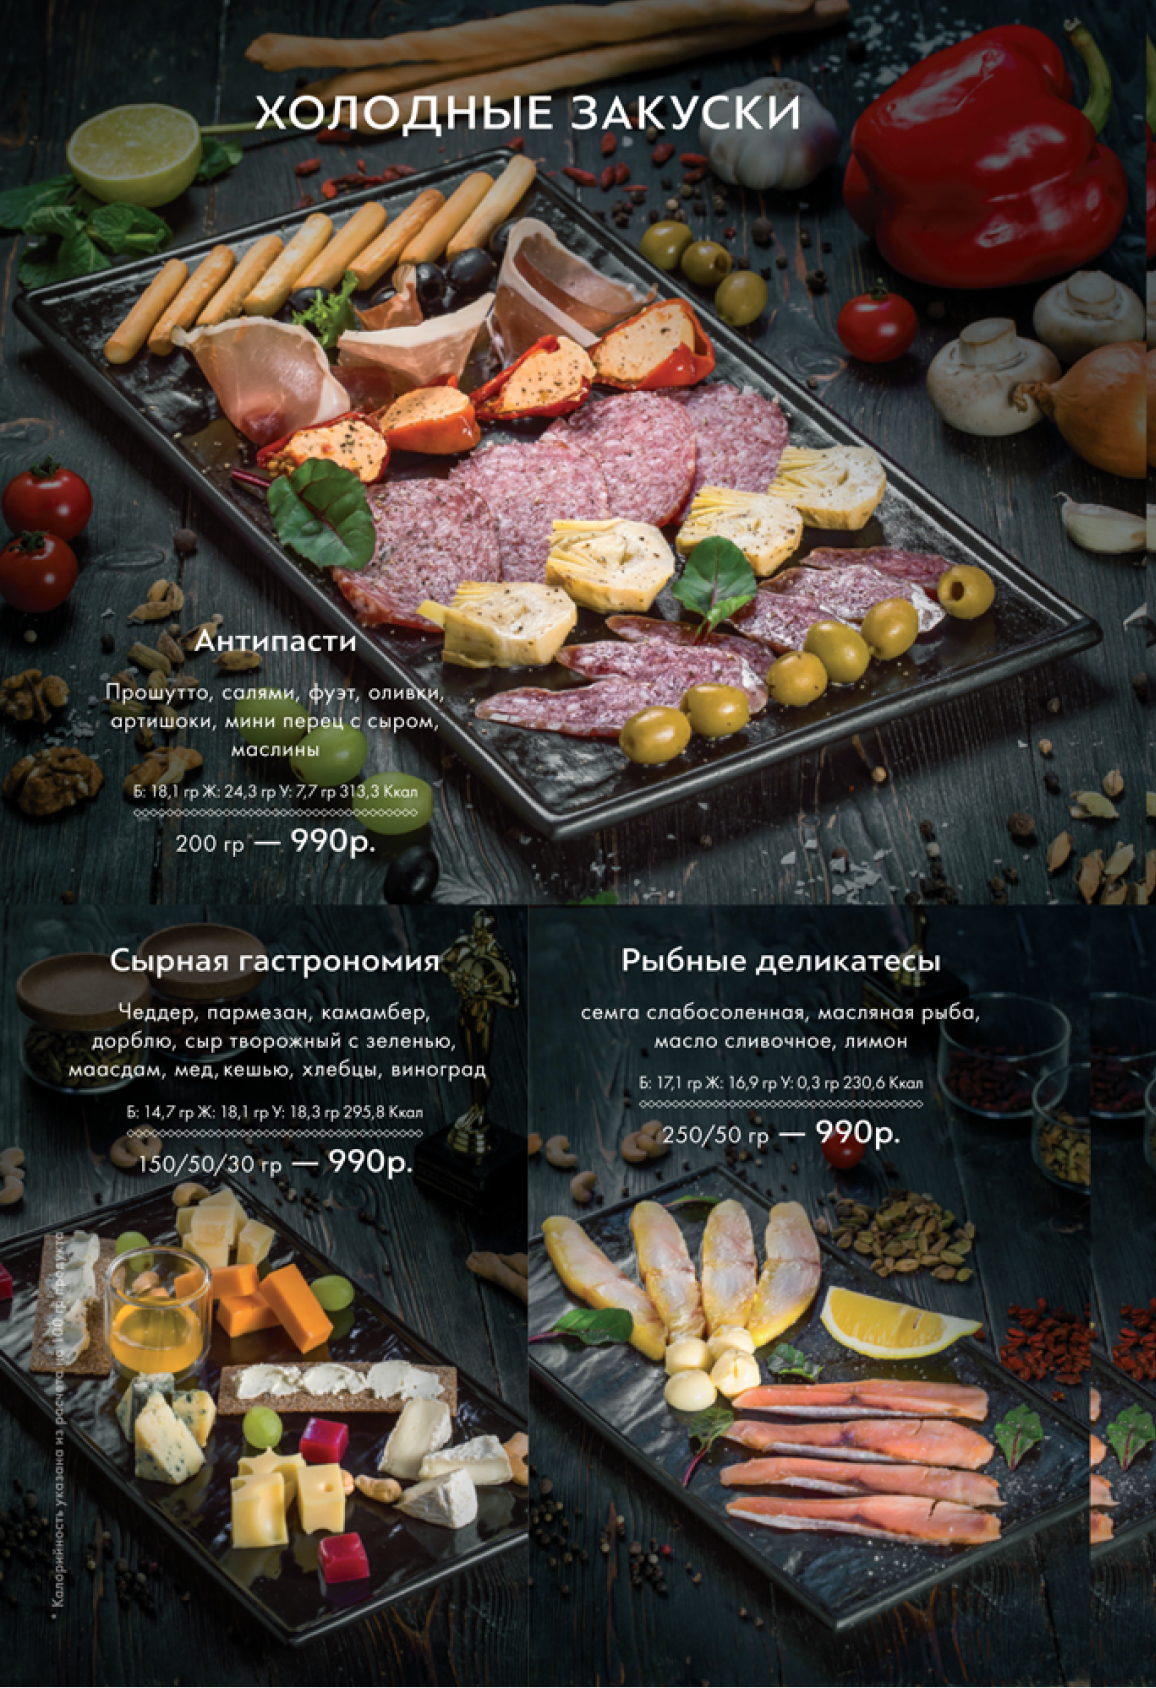 ХОЛОДНЫЕ ЗАКУСКИ
Антипасти
Прошутто, салями, фуэт, оливки,
артишоки, мини перец с сыром,
маслины
Б: 18,1 гр Ж: 24,3 гр У: 7,7 гр 313,3 Ккал
200 гр — 990р.
Сырная гастрономия
Чеддер, пармезан, камамбер,
дорблю, сыр творожный с зеленью,
маасдам, мед, кешью, хлебцы, виноград
Б: 14,7 гр Ж: 18,1 гр У: 18,3 гр 295,8 Ккал
150/50/30 гр — 990р.
Рыбные деликатесы
семга слабосоленная, масляная рыба,
масло сливочное, лимон
Б: 17,1 гр Ж: 16,9 гр У: 0,3 гр 230,6 Ккал
250/50 гр — 990р.
* Калорийность указана из расчета на 100 гр продукта